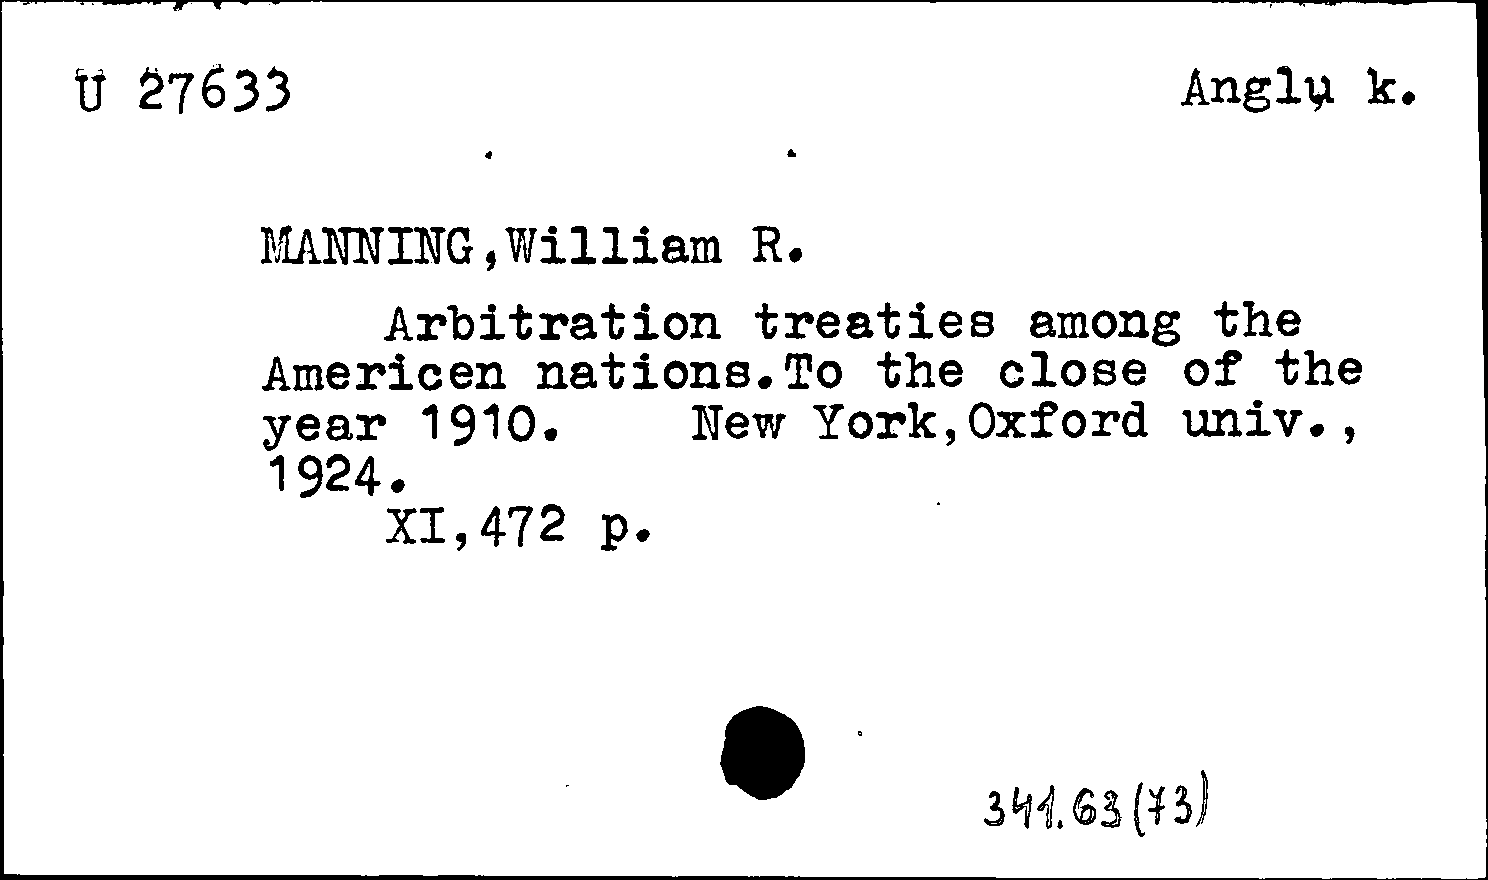 U 27633
Anglų k.
MANNING,William R.
Arbitration treaties among the
Americen nations.To the close of the
year 1910. New York,Oxford univ.,
1924.
XI,472 p.
341.63(73)